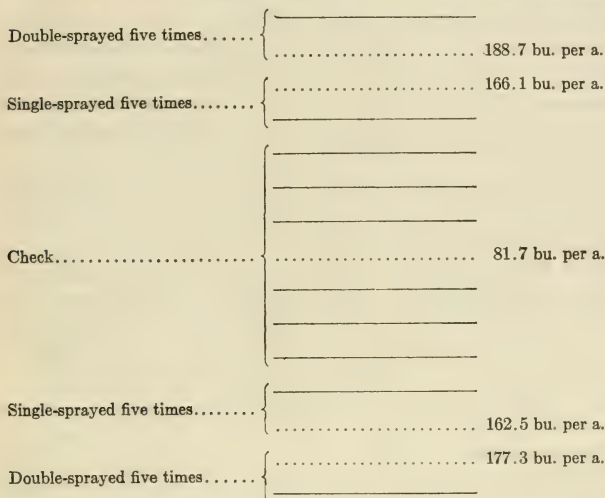 Double-sprayed five times......
...................... 188.7 bu. per a.
Single-sprayed five times........
...................... 166.1 bu. per a.
Check....................... ...................... 81.7 bu. per a.
Single-sprayed five times........
...................... 162.5 bu. per a.
...................... 177.3 bu. per a.
Double-sprayed five times.......